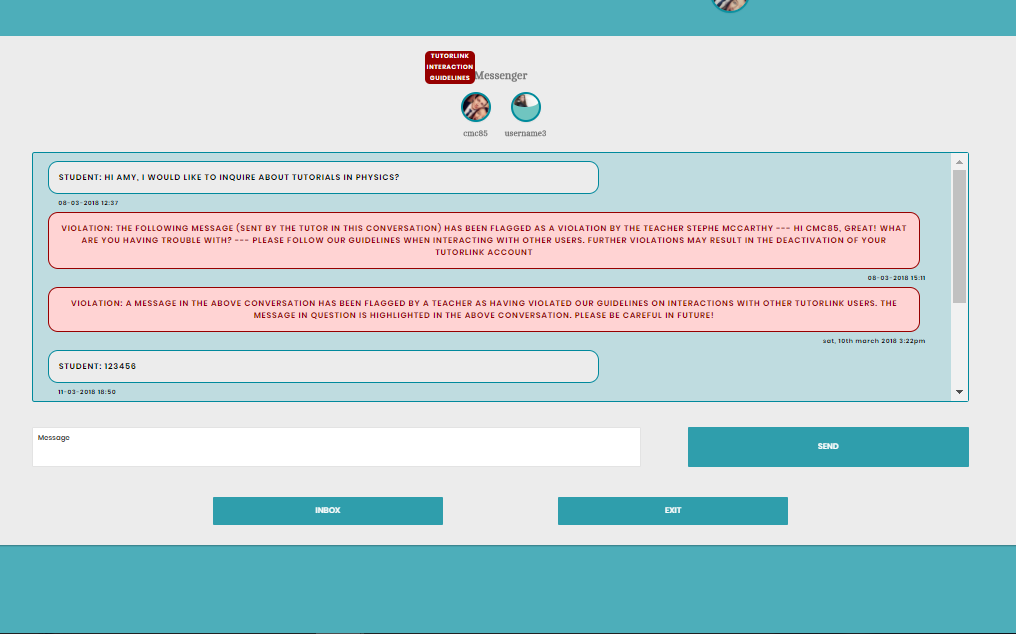 TUTORLINK
INTERACTION
GUIDELINES
Messenger
cmc85 username3
STUDENT: HI AMY, I WOULD LIKE TO INQUIRE ABOUT TUTORIALS IN PHYSICS?
08-03-2018 12:37
VIOLATION: THE FOLLOWING MESSAGE (SENT BY THE TUTOR IN THIS CONVERSATION) HAS BEEN FLAGGED AS A VIOLATION BY THE TEACHER STEPHE MCCARTHY --- HI CMC85, GREAT! WHAT
ARE YOU HAVING TROUBLE WITH? --- PLEASE FOLLOW OUR GUIDELINES WHEN INTERACTING WITH OTHER USERS. FURTHER VIOLATIONS MAY RESULT IN THE DEACTIVATION OF YOUR
TUTORLINK ACCOUNT
08-03-2018 15:11
VIOLATION: A MESSAGE IN THE ABOVE CONVERSATION HAS BEEN FLAGGED BY A TEACHER AS HAVING VIOLATED OUR GUIDELINES ON INTERACTIONS WITH OTHER TUTORLINK USERS. THE
MESSAGE IN QUESTION IS HIGHLIGHTED IN THE ABOVE CONVERSATION. PLEASE BE CAREFUL IN FUTURE!
sat, 10th march 2018 3:22pm
STUDENT: 123456
11-03-2018 18:50
Message
SEND
INBOX EXIT